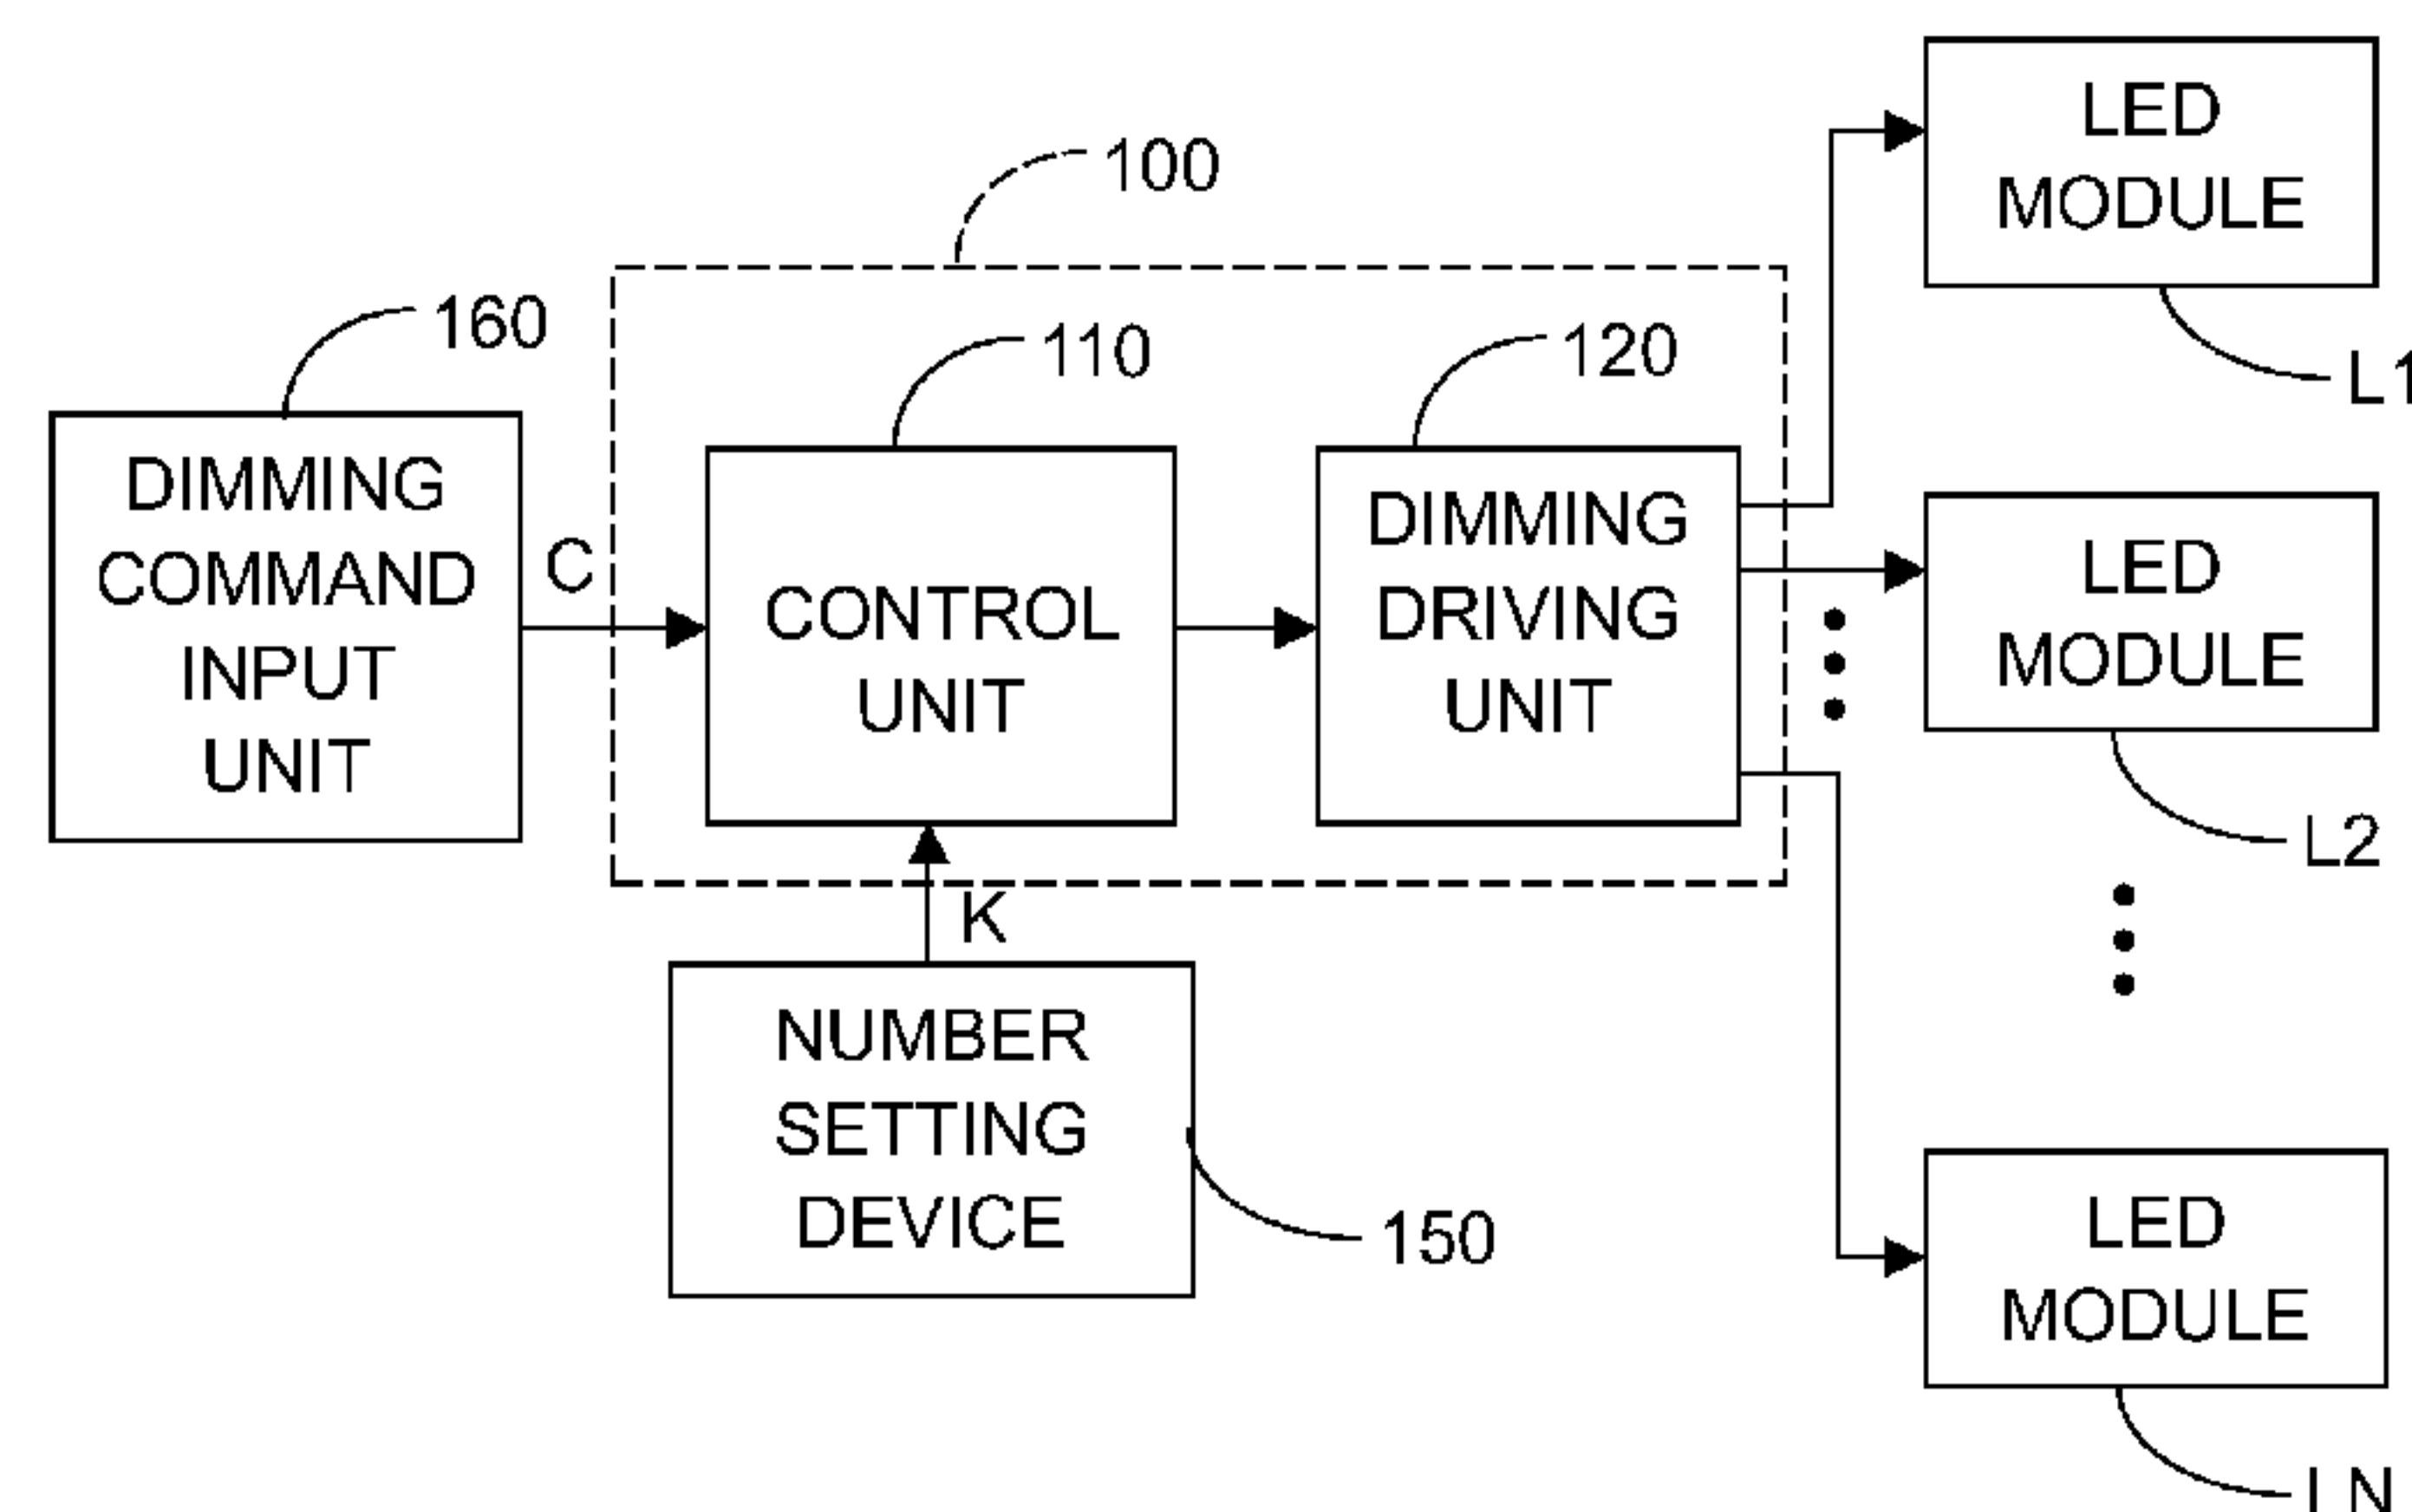 LED
MODULE
L1
100
160
110
120
DIMMING
COMMAND
INPUT
UNIT
C
CONTROL
UNIT
DIMMING
DRIVING
UNIT
LED
MODULE
L2
K
NUMBER
SETTING
DEVICE
150
LED
MODULE
LN